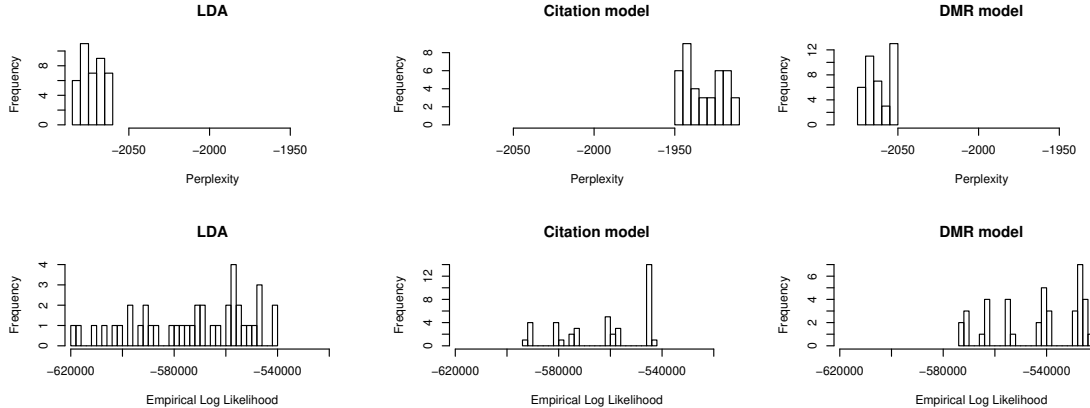 LDA
Frequency
0 2 4 6 8
−2050 −2000 −1950
Perplexity
Citation model
Frequency
0 2 4 6 8
−2050 −2000 −1950
Perplexity
DMR model
Frequency
0 4 8 12
−2050 −2000 −1950
Perplexity
LDA
Frequency
0 1 2 3 4
−620000 −580000 −540000
Empirical Log Likelihood
Citation model
Frequency
0 4 8 12
−620000 −580000 −540000
Empirical Log Likelihood
DMR model
Frequency
0 2 4 6
−620000 −580000 −540000
Empirical Log Likelihood